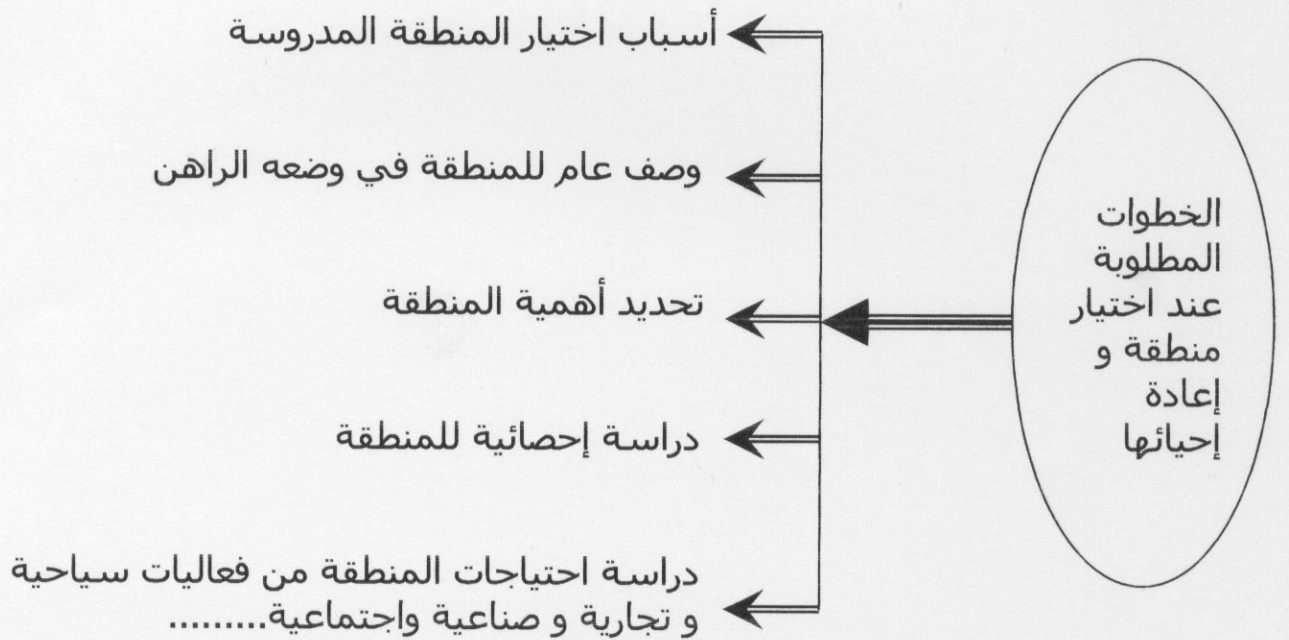 الخطوات
المطلوبة
عند اختيار
منطقة و
إعادة
إحيائها
أسباب اختيار المنطقة المدروسة
وصف عام للمنطقة في وضعه الراهن
تحديد أهمية المنطقة
دراسة إحصائية للمنطقة
دراسة احتياجات المنطقة من فعاليات سياحية
و تجارية و صناعية واجتماعية.........